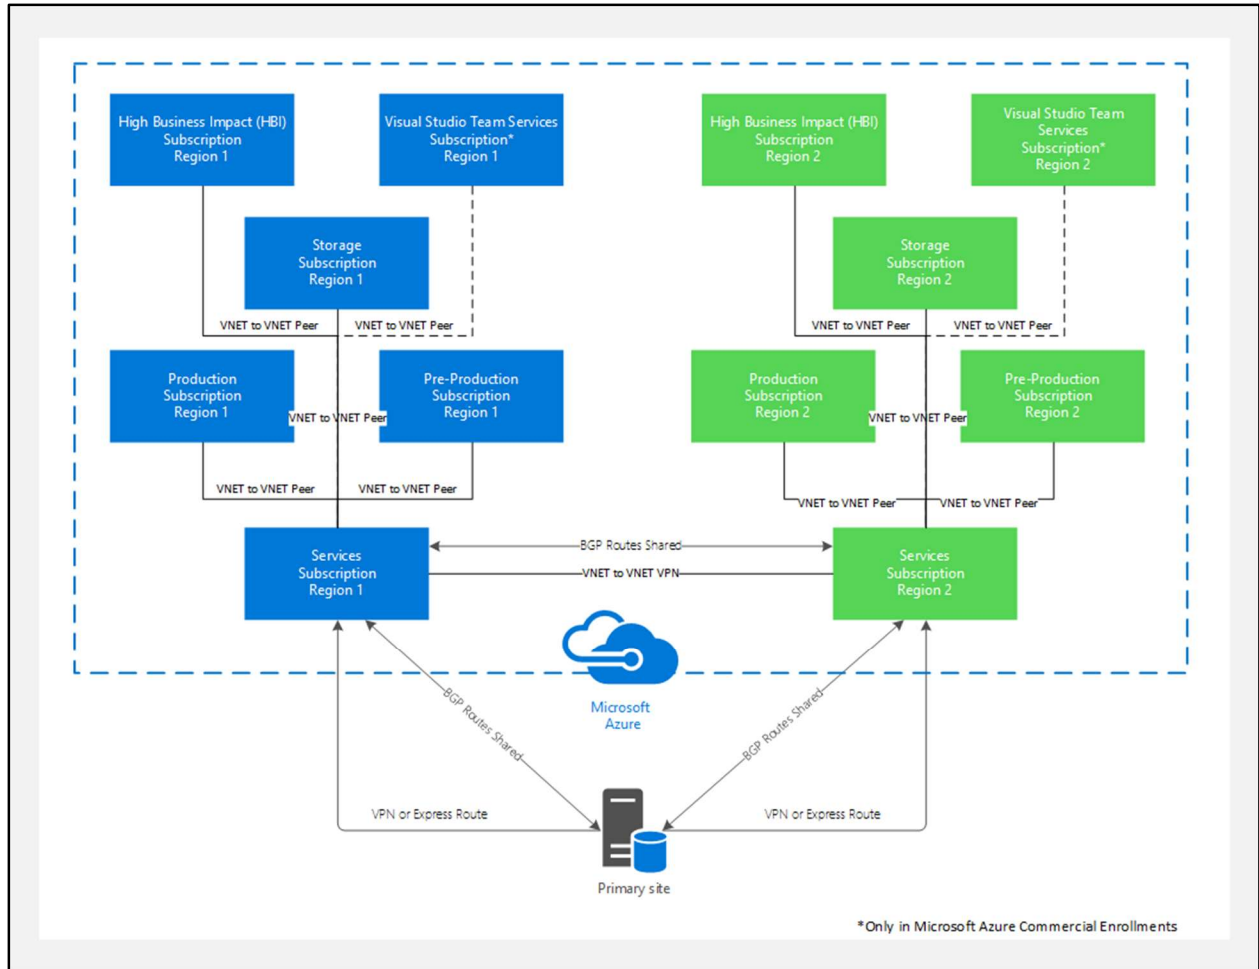 High Business Impact (HBI)
Subscription
Region 1
Visual Studio Team Services
Subscription*
Region 1
High Business Impact (HBI)
Subscription
Region 2
Visual Studio Team
Services
Subscription*
Region 2
Storage
Subscription
Region 1
Storage
Subscription
Region 2
VNET to VNET Peer
VNET to VNET Peer
VNET to VNET Peer
VNET to VNET Peer
Production
Subscription
Region 1
Pre-Production
Subscription
Region 1
Production
Subscription
Region 2
Pre-Production
Subscription
Region 2
VNET to VNET Peer
VNET to VNET Peer
VNET to VNET Peer
VNET to VNET Peer
VNET to VNET Peer
VNET to VNET Peer
Services
Subscription
Region 1
BGP Routes Shared
VNET to VNET VPN
Services
Subscription
Region 2
Microsoft
Azure
BGP Routes Shared
BGP Routes Shared
VPN or Express Route
VPN or Express Route
Primary site
*Only in Microsoft Azure Commercial Enrollments